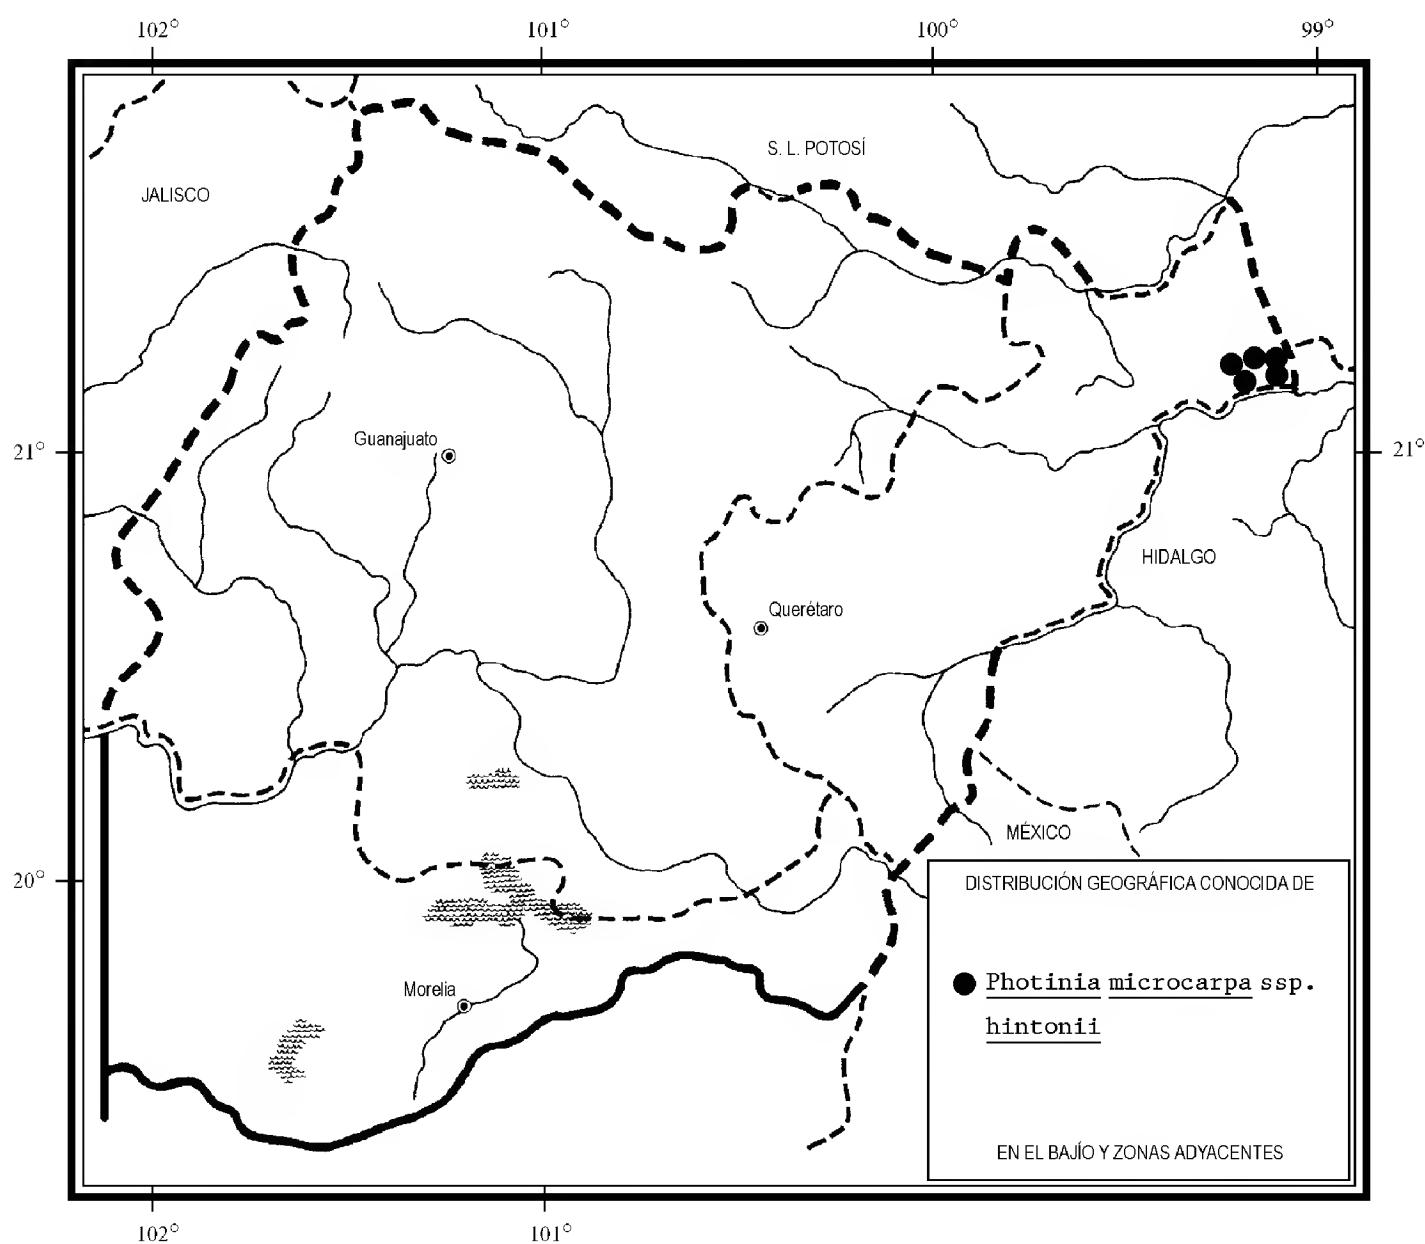 102° 101° 100° 99°
S. L. POTOSÍ
JALISCO
Guanajuato
21° 21°
HIDALGO
Querétaro
MÉXICO
20°
DISTRIBUCIÓN GEOGRÁFICA CONOCIDA DE
Photinia microcarpa ssp.
hintonii
Morelia
EN EL BAJÍO Y ZONAS ADYACENTES
102° 101°